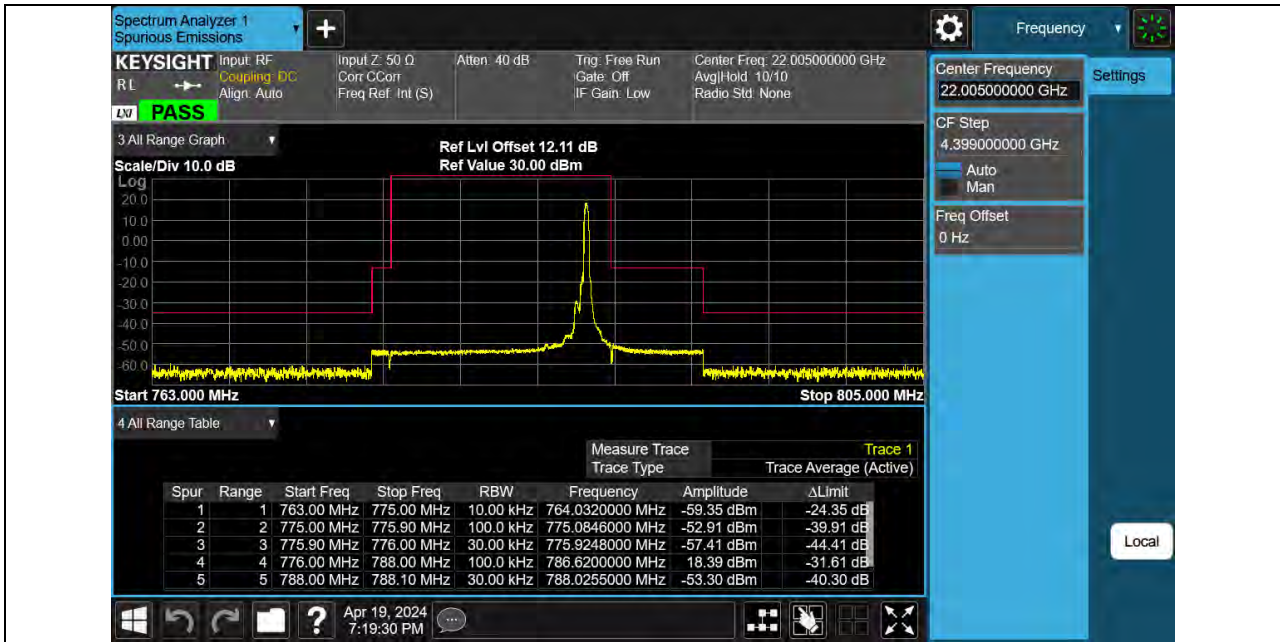 Spectrum Analyzer 1
Spurious Emissions
Frequency
KEYSIGHT
RL
LXI PASS
Input: RF
Coupling: DC
Align: Auto
Input Z: 50 Ω
Corr CCorr
Freq Ref: Int (S)
Atten: 40 dB
Trig: Free Run
Gate: Off
IF Gain: Low
Center Freq: 22.005000000 GHz
Avg|Hold: 10/10
Radio Std: None
Center Frequency
22.005000000 GHz
Settings
CF Step
4.399000000 GHz
Auto
Man
Freq Offset
0 Hz
3 All Range Graph
Scale/Div 10.0 dB
Ref Lvl Offset 12.11 dB
Ref Value 30.00 dBm
Log
20.0
10.0
0.00
-10.0
-20.0
-30.0
-40.0
-50.0
-60.0
Start 763.000 MHz
Stop 805.000 MHz
4 All Range Table
Measure Trace Trace 1
Trace Type Trace Average (Active)
Spur Range Start Freq Stop Freq RBW Frequency Amplitude ΔLimit
1 1 763.00 MHz 775.00 MHz 10.00 kHz 764.0320000 MHz -59.35 dBm -24.35 dB
2 2 775.00 MHz 775.90 MHz 100.0 kHz 775.0846000 MHz -52.91 dBm -39.91 dB
3 3 775.90 MHz 776.00 MHz 30.00 kHz 775.9248000 MHz -57.41 dBm -44.41 dB
4 4 776.00 MHz 788.00 MHz 100.0 kHz 786.6200000 MHz 18.39 dBm -31.61 dB
5 5 788.00 MHz 788.10 MHz 30.00 kHz 788.0255000 MHz -53.30 dBm -40.30 dB
Local
?
Apr 19, 2024
7:19:30 PM